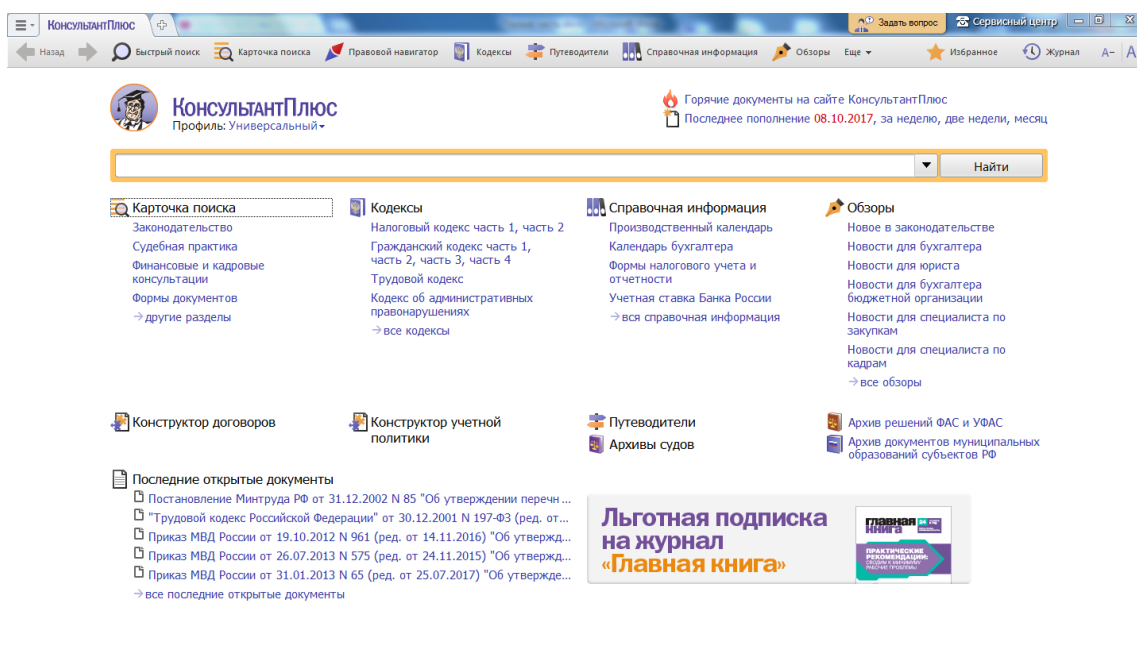 КонсультантПлюс
Задать вопрос
Сервисный центр
Назад
Быстрый поиск
Карточка поиска
Правовой навигатор
Кодексы
Путеводители
Справочная информация
Обзоры
Еще
Избранное
Журнал
А−
А
КонсультантПлюс
Профиль: Универсальный
Горячие документы на сайте КонсультантПлюс
Последнее пополнение 08.10.2017, за неделю, две недели, месяц
Найти
Карточка поиска
Законодательство
Судебная практика
Финансовые и кадровые
консультации
Формы документов
→другие разделы
Кодексы
Налоговый кодекс часть 1, часть 2
Гражданский кодекс часть 1,
часть 2, часть 3, часть 4
Трудовой кодекс
Кодекс об административных
правонарушениях
→все кодексы
Справочная информация
Производственный календарь
Календарь бухгалтера
Формы налогового учета и
отчетности
Учетная ставка Банка России
→вся справочная информация
Обзоры
Новое в законодательстве
Новости для бухгалтера
Новости для юриста
Новости для бухгалтера
бюджетной организации
Новости для специалиста по
закупкам
Новости для специалиста по
кадрам
→все обзоры
Конструктор договоров
Конструктор учетной
политики
Путеводители
Архивы судов
Архив решений ФАС и УФАС
Архив документов муниципальных
образований субъектов РФ
Последние открытые документы
Постановление Минтруда РФ от 31.12.2002 N 85 "Об утверждении перечн ...
"Трудовой кодекс Российской Федерации" от 30.12.2001 N 197-ФЗ (ред. от...
Приказ МВД России от 19.10.2012 N 961 (ред. от 14.11.2016) "Об утвержд...
Приказ МВД России от 26.07.2013 N 575 (ред. от 24.11.2015) "Об утвержд...
Приказ МВД России от 31.01.2013 N 65 (ред. от 25.07.2017) "Об утвержде...
→все последние открытые документы
Льготная подписка
на журнал
«Главная книга»
главная
книга
24
ПРАКТИЧЕСКИЕ
РЕКОМЕНДАЦИИ:
СВОДИМ К МИНИМУМУ
РАБОЧИЕ ПРОБЛЕМЫ